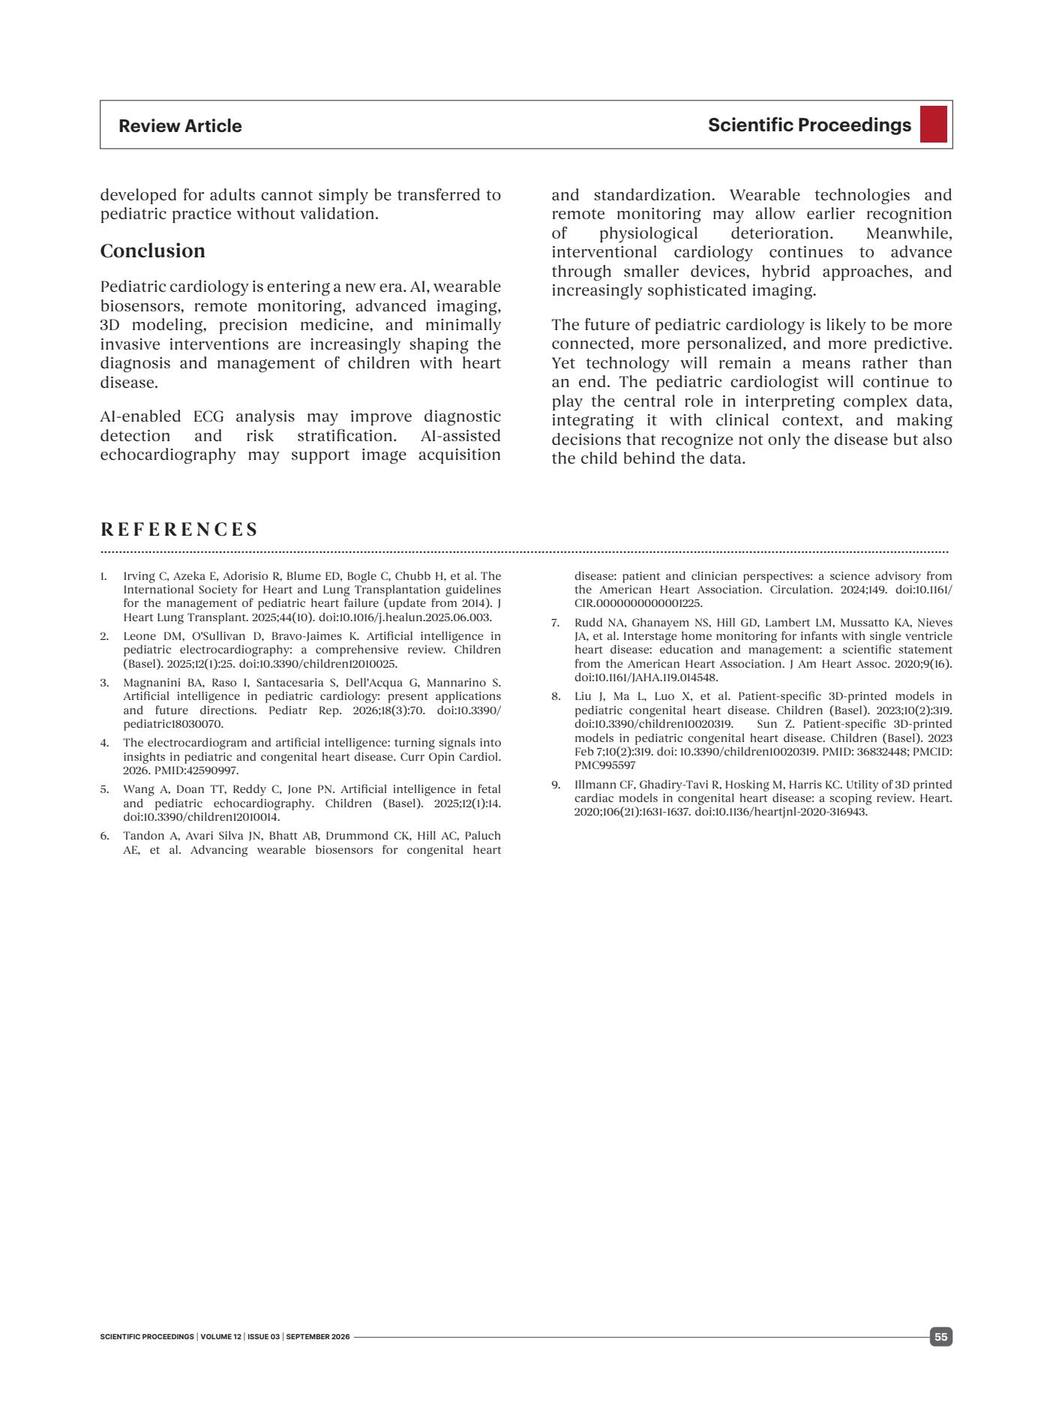 Review Article
Scientific Proceedings
developed for adults cannot simply be transferred to
pediatric practice without validation.
Conclusion
Pediatric cardiology is entering a new era. AI, wearable
biosensors, remote monitoring, advanced imaging,
3D modeling, precision medicine, and minimally
invasive interventions are increasingly shaping the
diagnosis and management of children with heart
disease.
AI-enabled ECG analysis may improve diagnostic
detection and risk stratification. AI-assisted
echocardiography may support image acquisition
and standardization. Wearable technologies and
remote monitoring may allow earlier recognition
of physiological deterioration. Meanwhile,
interventional cardiology continues to advance
through smaller devices, hybrid approaches, and
increasingly sophisticated imaging.
The future of pediatric cardiology is likely to be more
connected, more personalized, and more predictive.
Yet technology will remain a means rather than
an end. The pediatric cardiologist will continue to
play the central role in interpreting complex data,
integrating it with clinical context, and making
decisions that recognize not only the disease but also
the child behind the data.
REFERENCES
1. Irving C, Azeka E, Adorisio R, Blume ED, Bogle C, Chubb H, et al. The
International Society for Heart and Lung Transplantation guidelines
for the management of pediatric heart failure (update from 2014). J
Heart Lung Transplant. 2025;44(10). doi:10.1016/j.healun.2025.06.003.
2. Leone DM, O'Sullivan D, Bravo-Jaimes K. Artificial intelligence in
pediatric electrocardiography: a comprehensive review. Children
(Basel). 2025;12(1):25. doi:10.3390/children12010025.
3. Magnanini BA, Raso I, Santacesaria S, Dell'Acqua G, Mannarino S.
Artificial intelligence in pediatric cardiology: present applications
and future directions. Pediatr Rep. 2026;18(3):70. doi:10.3390/
pediatric18030070.
4. The electrocardiogram and artificial intelligence: turning signals into
insights in pediatric and congenital heart disease. Curr Opin Cardiol.
2026. PMID:42590997.
5. Wang A, Doan TT, Reddy C, Jone PN. Artificial intelligence in fetal
and pediatric echocardiography. Children (Basel). 2025;12(1):14.
doi:10.3390/children12010014.
6. Tandon A, Avari Silva JN, Bhatt AB, Drummond CK, Hill AC, Paluch
AE, et al. Advancing wearable biosensors for congenital heart
disease: patient and clinician perspectives: a science advisory from
the American Heart Association. Circulation. 2024;149. doi:10.1161/
CIR.0000000000001225.
7. Rudd NA, Ghanayem NS, Hill GD, Lambert LM, Mussatto KA, Nieves
JA, et al. Interstage home monitoring for infants with single ventricle
heart disease: education and management: a scientific statement
from the American Heart Association. J Am Heart Assoc. 2020;9(16).
doi:10.1161/JAHA.119.014548.
8. Liu J, Ma L, Luo X, et al. Patient-specific 3D-printed models in
pediatric congenital heart disease. Children (Basel). 2023;10(2):319.
doi:10.3390/children10020319. Sun Z. Patient-specific 3D-printed
models in pediatric congenital heart disease. Children (Basel). 2023
Feb 7;10(2):319. doi: 10.3390/children10020319. PMID: 36832448; PMCID:
PMC995597
9. Illmann CF, Ghadiry-Tavi R, Hosking M, Harris KC. Utility of 3D printed
cardiac models in congenital heart disease: a scoping review. Heart.
2020;106(21):1631-1637. doi:10.1136/heartjnl-2020-316943.
SCIENTIFIC PROCEEDINGS | VOLUME 12 | ISSUE 03 | SEPTEMBER 2026
55